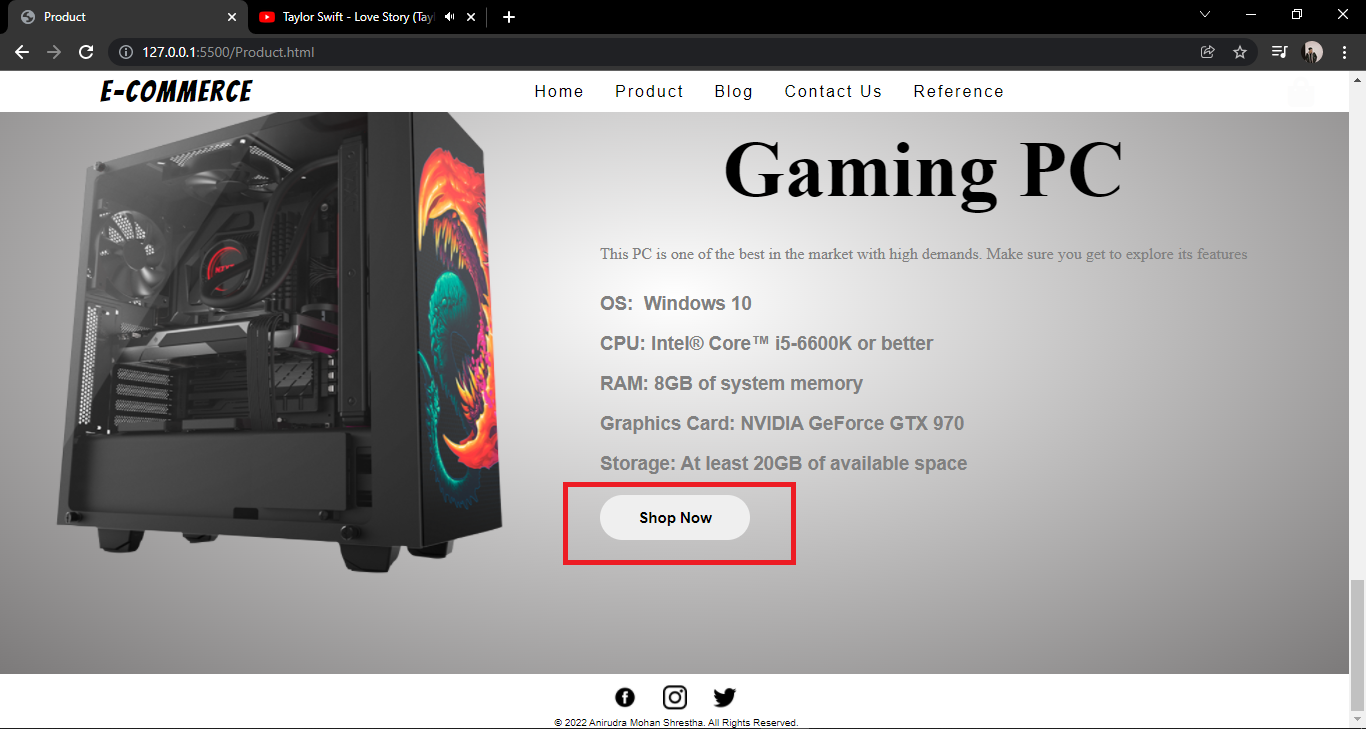 Product
Taylor Swift - Love Story (Tayl
127.0.0.1:5500/Product.html
E-COMMERCE
Home Product Blog Contact Us Reference
Gaming PC
This PC is one of the best in the market with high demands. Make sure you get to explore its features
OS: Windows 10
CPU: Intel® Core™ i5-6600K or better
RAM: 8GB of system memory
Graphics Card: NVIDIA GeForce GTX 970
Storage: At least 20GB of available space
Shop Now
© 2022 Anirudra Mohan Shrestha. All Rights Reserved.